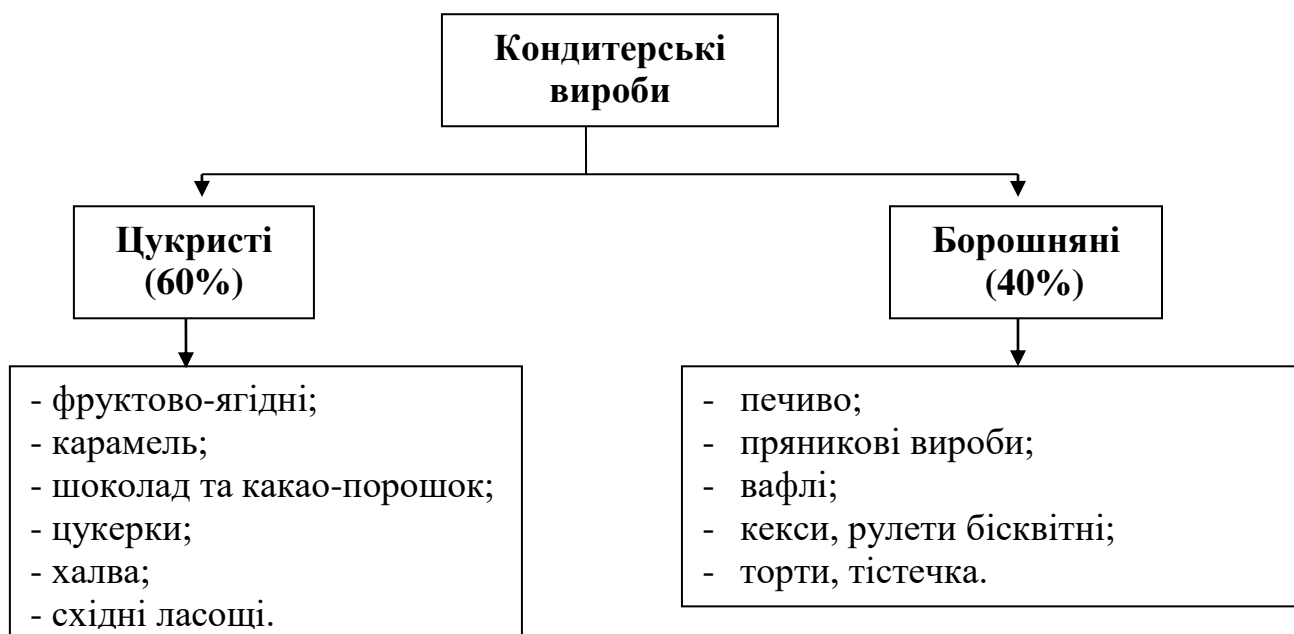 Кондитерські
вироби
Цукристі
(60%)
Борошняні
(40%)
- фруктово-ягідні;
- карамель;
- шоколад та какао-порошок;
- цукерки;
- халва;
- східні ласощі.
- печиво;
- пряникові вироби;
- вафлі;
- кекси, рулети бісквітні;
- торти, тістечка.